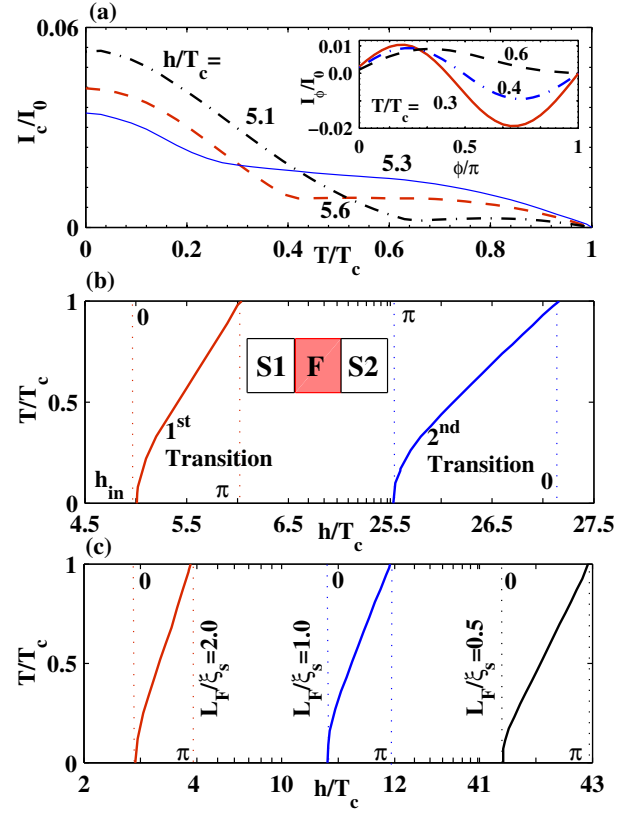 (a)
0.06
I_c/I_0
0
h/T_c=
5.1
5.3
5.6
0.01
0.0
−0.02
I_ϕ/I_0
T/T_c=
0.3
0.4
0.6
0 0.5 1
ϕ/π
0 0.2 0.4 0.6 0.8 1
T/T_c
(b)
1
0.5
0
T/T_c
0
π
S1 F S2
1^st
Transition
2^nd
Transition
h_in
π
0
4.5 5.5 6.5 25.5 26.5 27.5
h/T_c
(c)
1
0.5
0
T/T_c
0
0
0
L_F/ξ_s=2.0
L_F/ξ_s=1.0
L_F/ξ_s=0.5
π
π
π
2 4 10 12 41 43
h/T_c